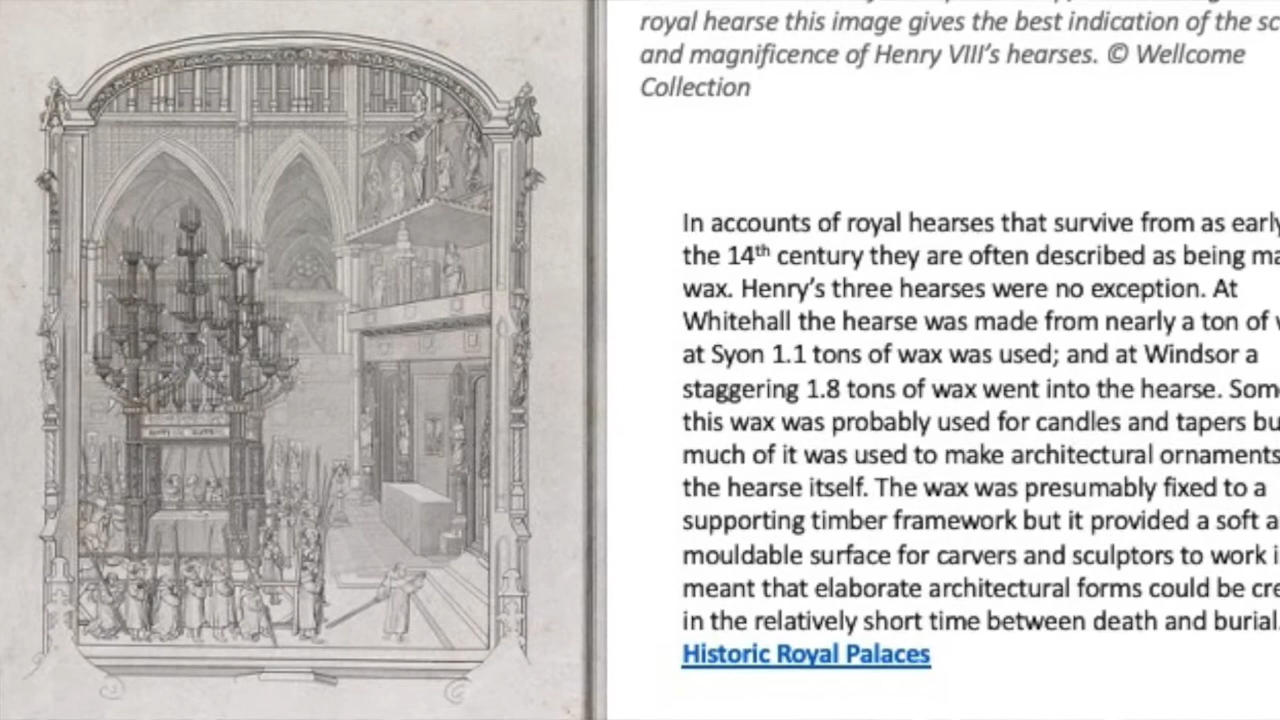 royal hearse this image gives the best indication of the sc
and magnificence of Henry VIII's hearses. © Wellcome
Collection
In accounts of royal hearses that survive from as early
the 14th century they are often described as being ma
wax. Henry's three hearses were no exception. At
Whitehall the hearse was made from nearly a ton of
at Syon 1.1 tons of wax was used; and at Windsor a
staggering 1.8 tons of wax went into the hearse. Som
this wax was probably used for candles and tapers bu
much of it was used to make architectural ornaments
the hearse itself. The wax was presumably fixed to a
supporting timber framework but it provided a soft a
mouldable surface for carvers and sculptors to work i
meant that elaborate architectural forms could be cre
in the relatively short time between death and burial.
Historic Royal Palaces